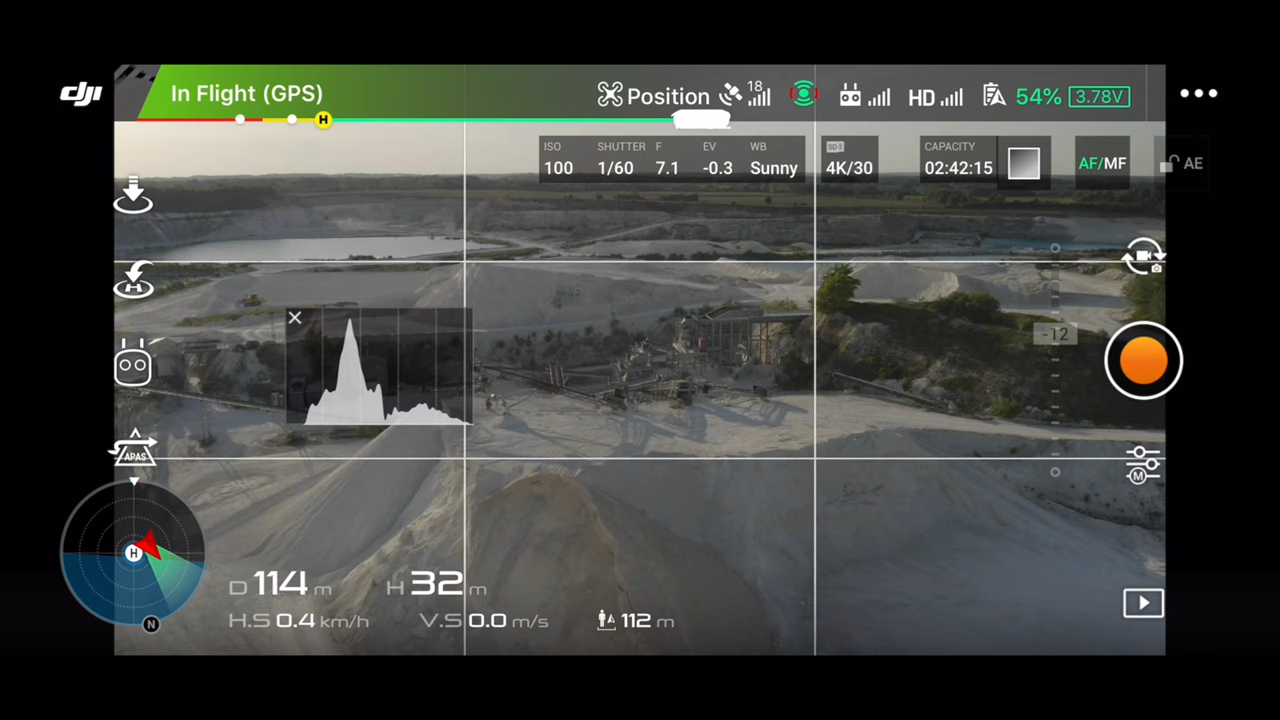 dji
In Flight (GPS)
Position
18
HD
54%
3.78V
H
ISO
100
SHUTTER
1/60
F
7.1
EV
-0.3
WB
Sunny
4K/30
CAPACITY
02:42:15
AF/MF
AE
H
-12
APAS
M
H
N
D 114 m
H 32 m
H.S 0.4 km/h
V.S 0.0 m/s
112 m